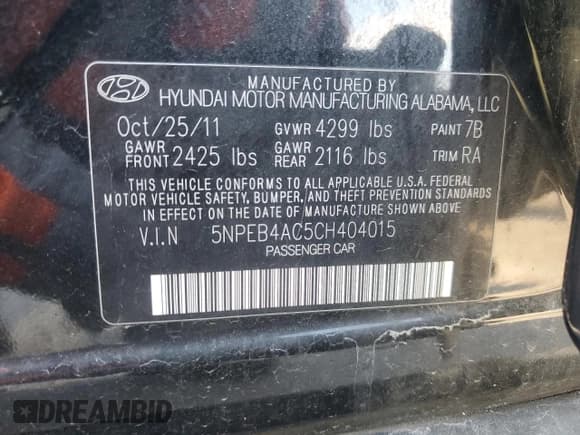 MANUFACTURED BY
HYUNDAI MOTOR MANUFACTURING ALABAMA, LLC
Oct/25/11 GVWR 4299 lbs PAINT 7B
GAWR FRONT 2425 lbs GAWR REAR 2116 lbs TRIM RA
THIS VEHICLE CONFORMS TO ALL APPLICABLE U.S.A. FEDERAL
MOTOR VEHICLE SAFETY, BUMPER, AND THEFT PREVENTION STANDARDS
IN EFFECT ON THE DATE OF MANUFACTURE SHOWN ABOVE
V.I.N 5NPEB4AC5CH404015
PASSENGER CAR
DREAMBID